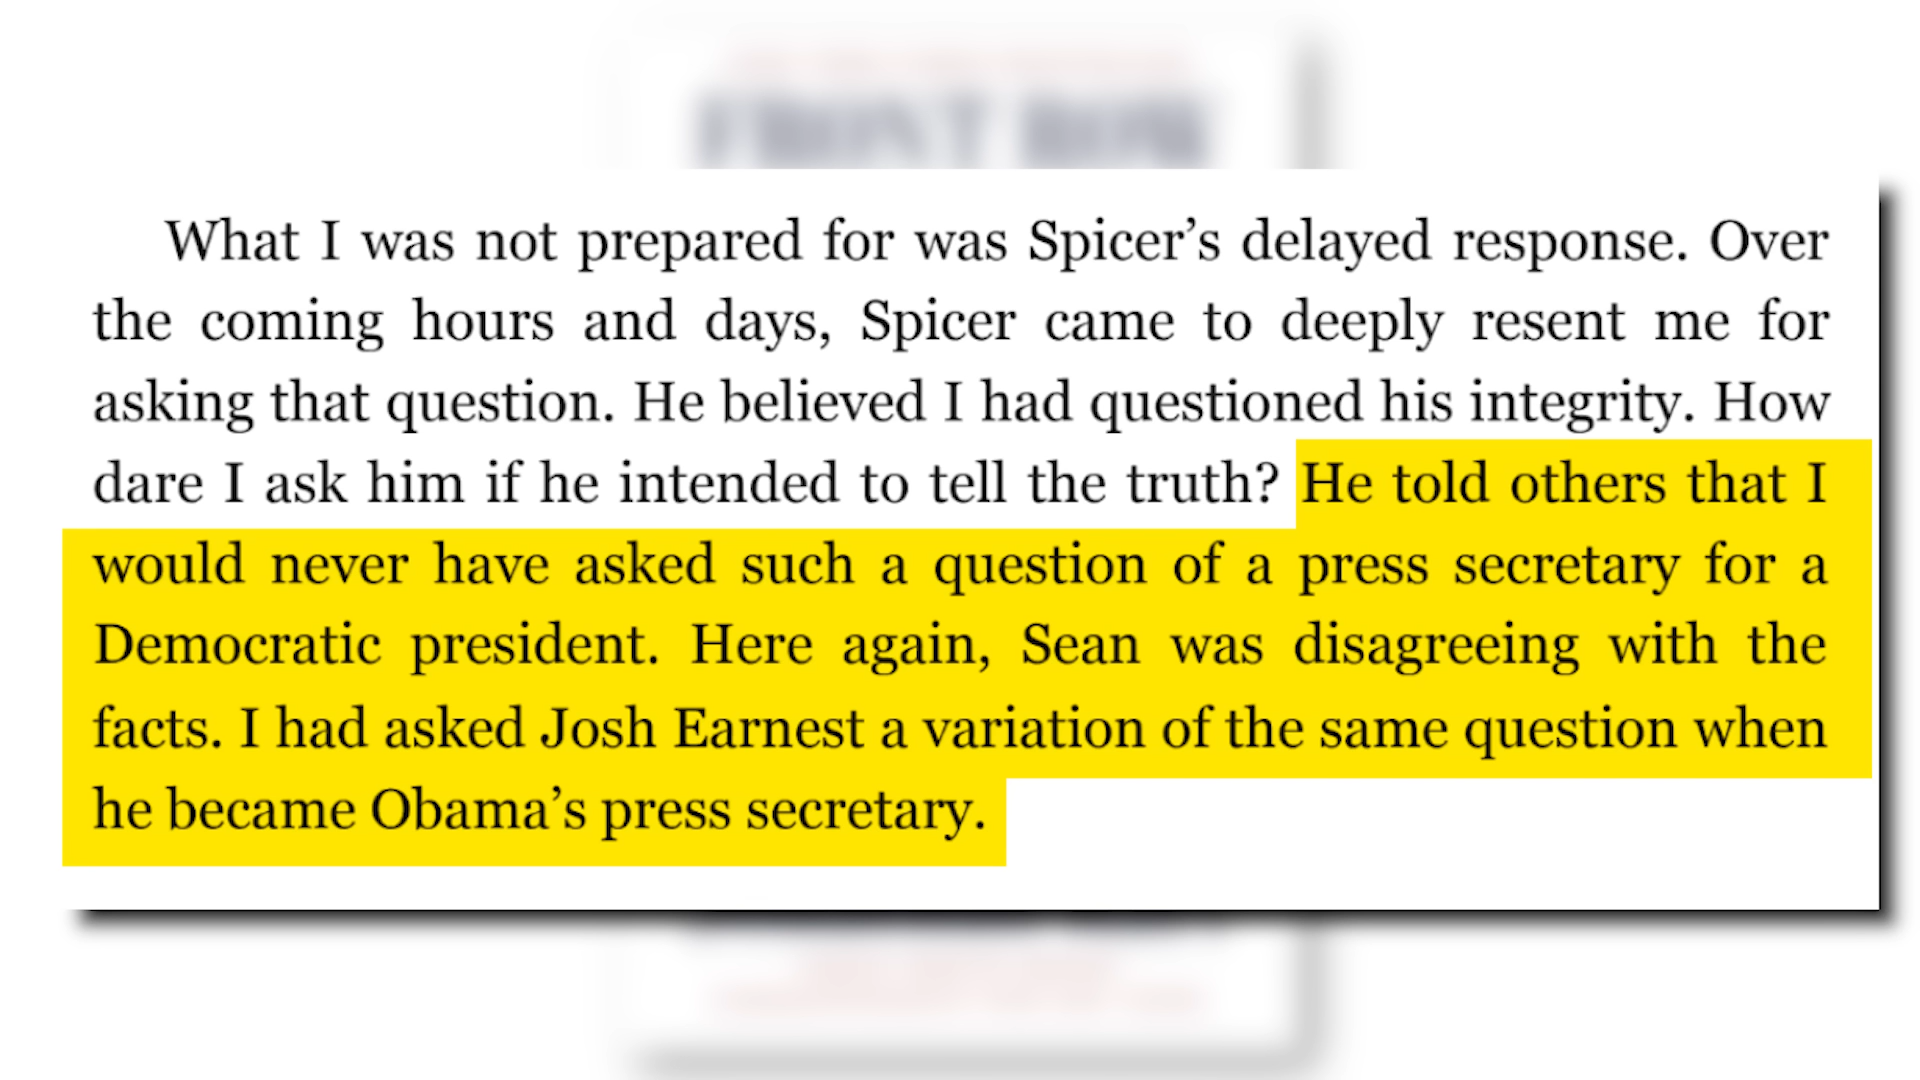 FRONT ROW
What I was not prepared for was Spicer’s delayed response. Over
the coming hours and days, Spicer came to deeply resent me for
asking that question. He believed I had questioned his integrity. How
dare I ask him if he intended to tell the truth? He told others that I
would never have asked such a question of a press secretary for a
Democratic president. Here again, Sean was disagreeing with the
facts. I had asked Josh Earnest a variation of the same question when
he became Obama’s press secretary.